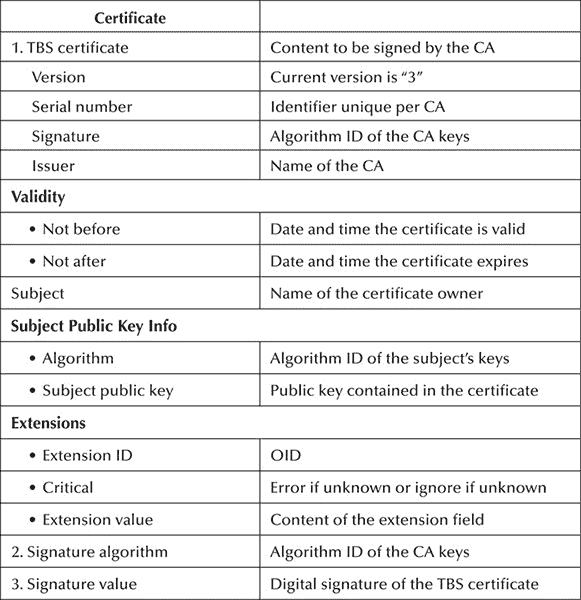 Certificate
1. TBS certificate Content to be signed by the CA
Version Current version is “3”
Serial number Identifier unique per CA
Signature Algorithm ID of the CA keys
Issuer Name of the CA
Validity
• Not before Date and time the certificate is valid
• Not after Date and time the certificate expires
Subject Name of the certificate owner
Subject Public Key Info
• Algorithm Algorithm ID of the subject’s keys
• Subject public key Public key contained in the certificate
Extensions
• Extension ID OID
• Critical Error if unknown or ignore if unknown
• Extension value Content of the extension field
2. Signature algorithm Algorithm ID of the CA keys
3. Signature value Digital signature of the TBS certificate